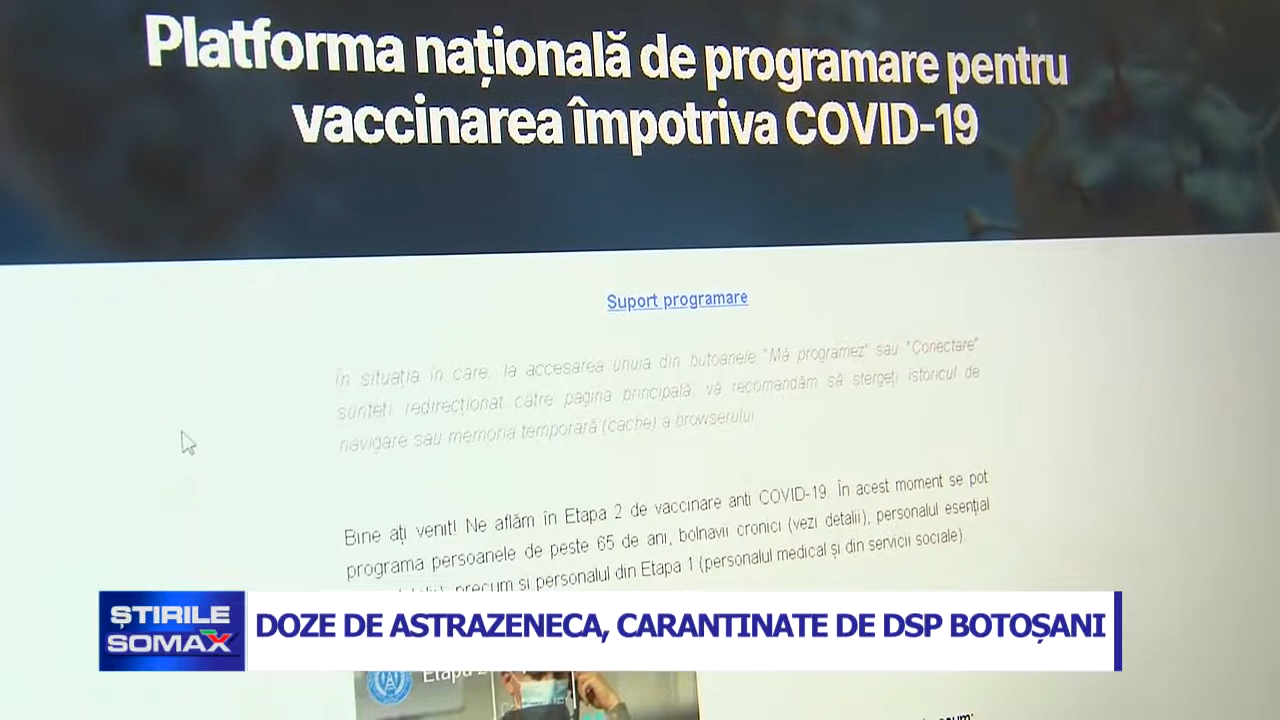 Platforma națională de programare pentru
vaccinarea împotriva COVID-19
Suport programare
În situația în care, la accesarea unuia din butoanele "Mă programez" sau "Conectare"
sunteți redirecționat către pagina principală, vă recomandăm să ștergeți istoricul de
navigare sau memoria temporară (cache) a browserului
Bine ați venit! Ne aflăm în Etapa 2 de vaccinare anti COVID-19. În acest moment se pot
programa persoanele de peste 65 de ani, bolnavii cronici (vezi detalii), personalul esențial
precum și personalul din Etapa 1 (personalul medical și din servicii sociale).
ȘTIRILE
SOMAX
DOZE DE ASTRAZENECA, CARANTINATE DE DSP BOTOȘANI
Etapa